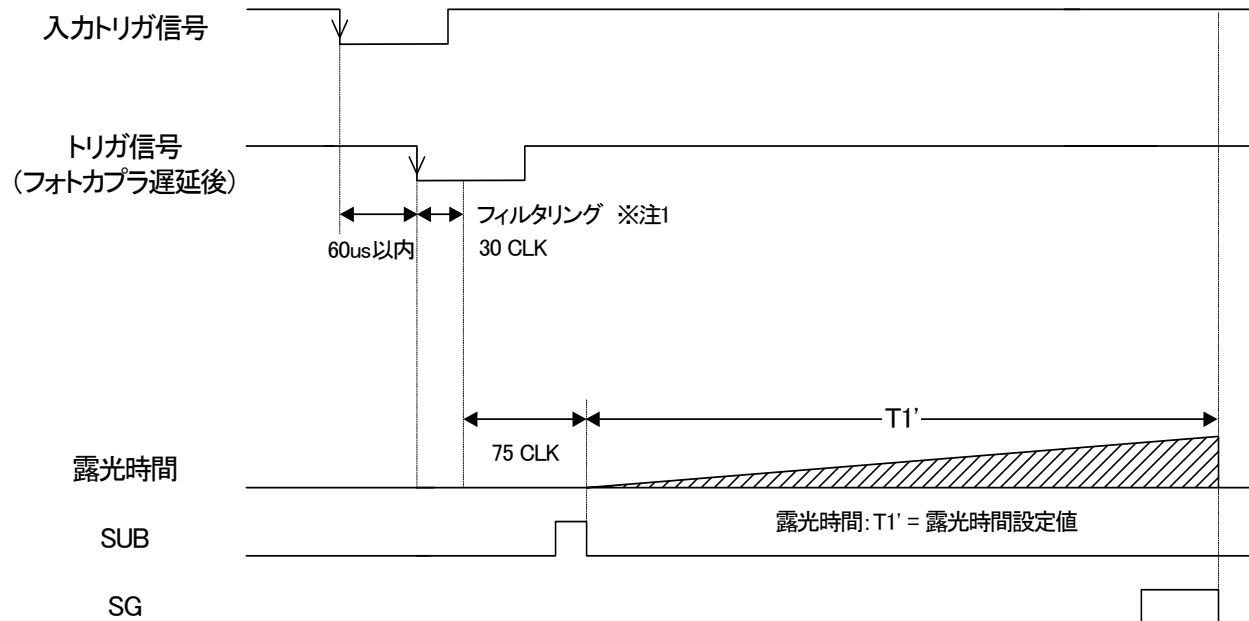 入力トリガ信号
トリガ信号
(フォトカプラ遅延後)
フィルタリング ※注1
60us以内
30 CLK
T1'
75 CLK
露光時間
露光時間:T1' = 露光時間設定値
SUB
SG